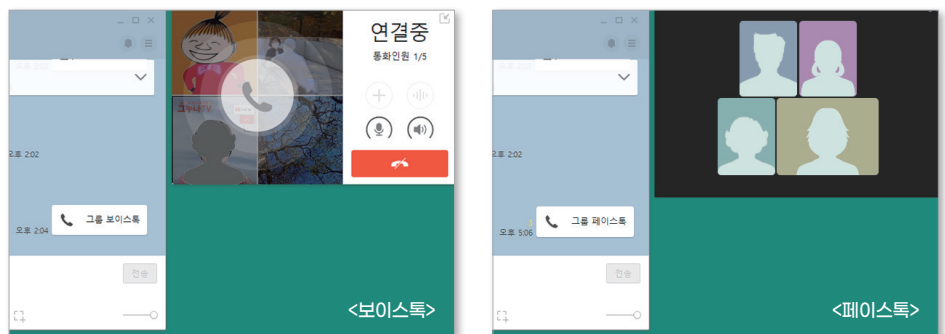 연결중
통화인원 1/5
오후 2:02
그룹 보이스톡
오후 2:04
전송
<보이스톡>
오후 2:02
그룹 페이스톡
오후 5:06
전송
<페이스톡>